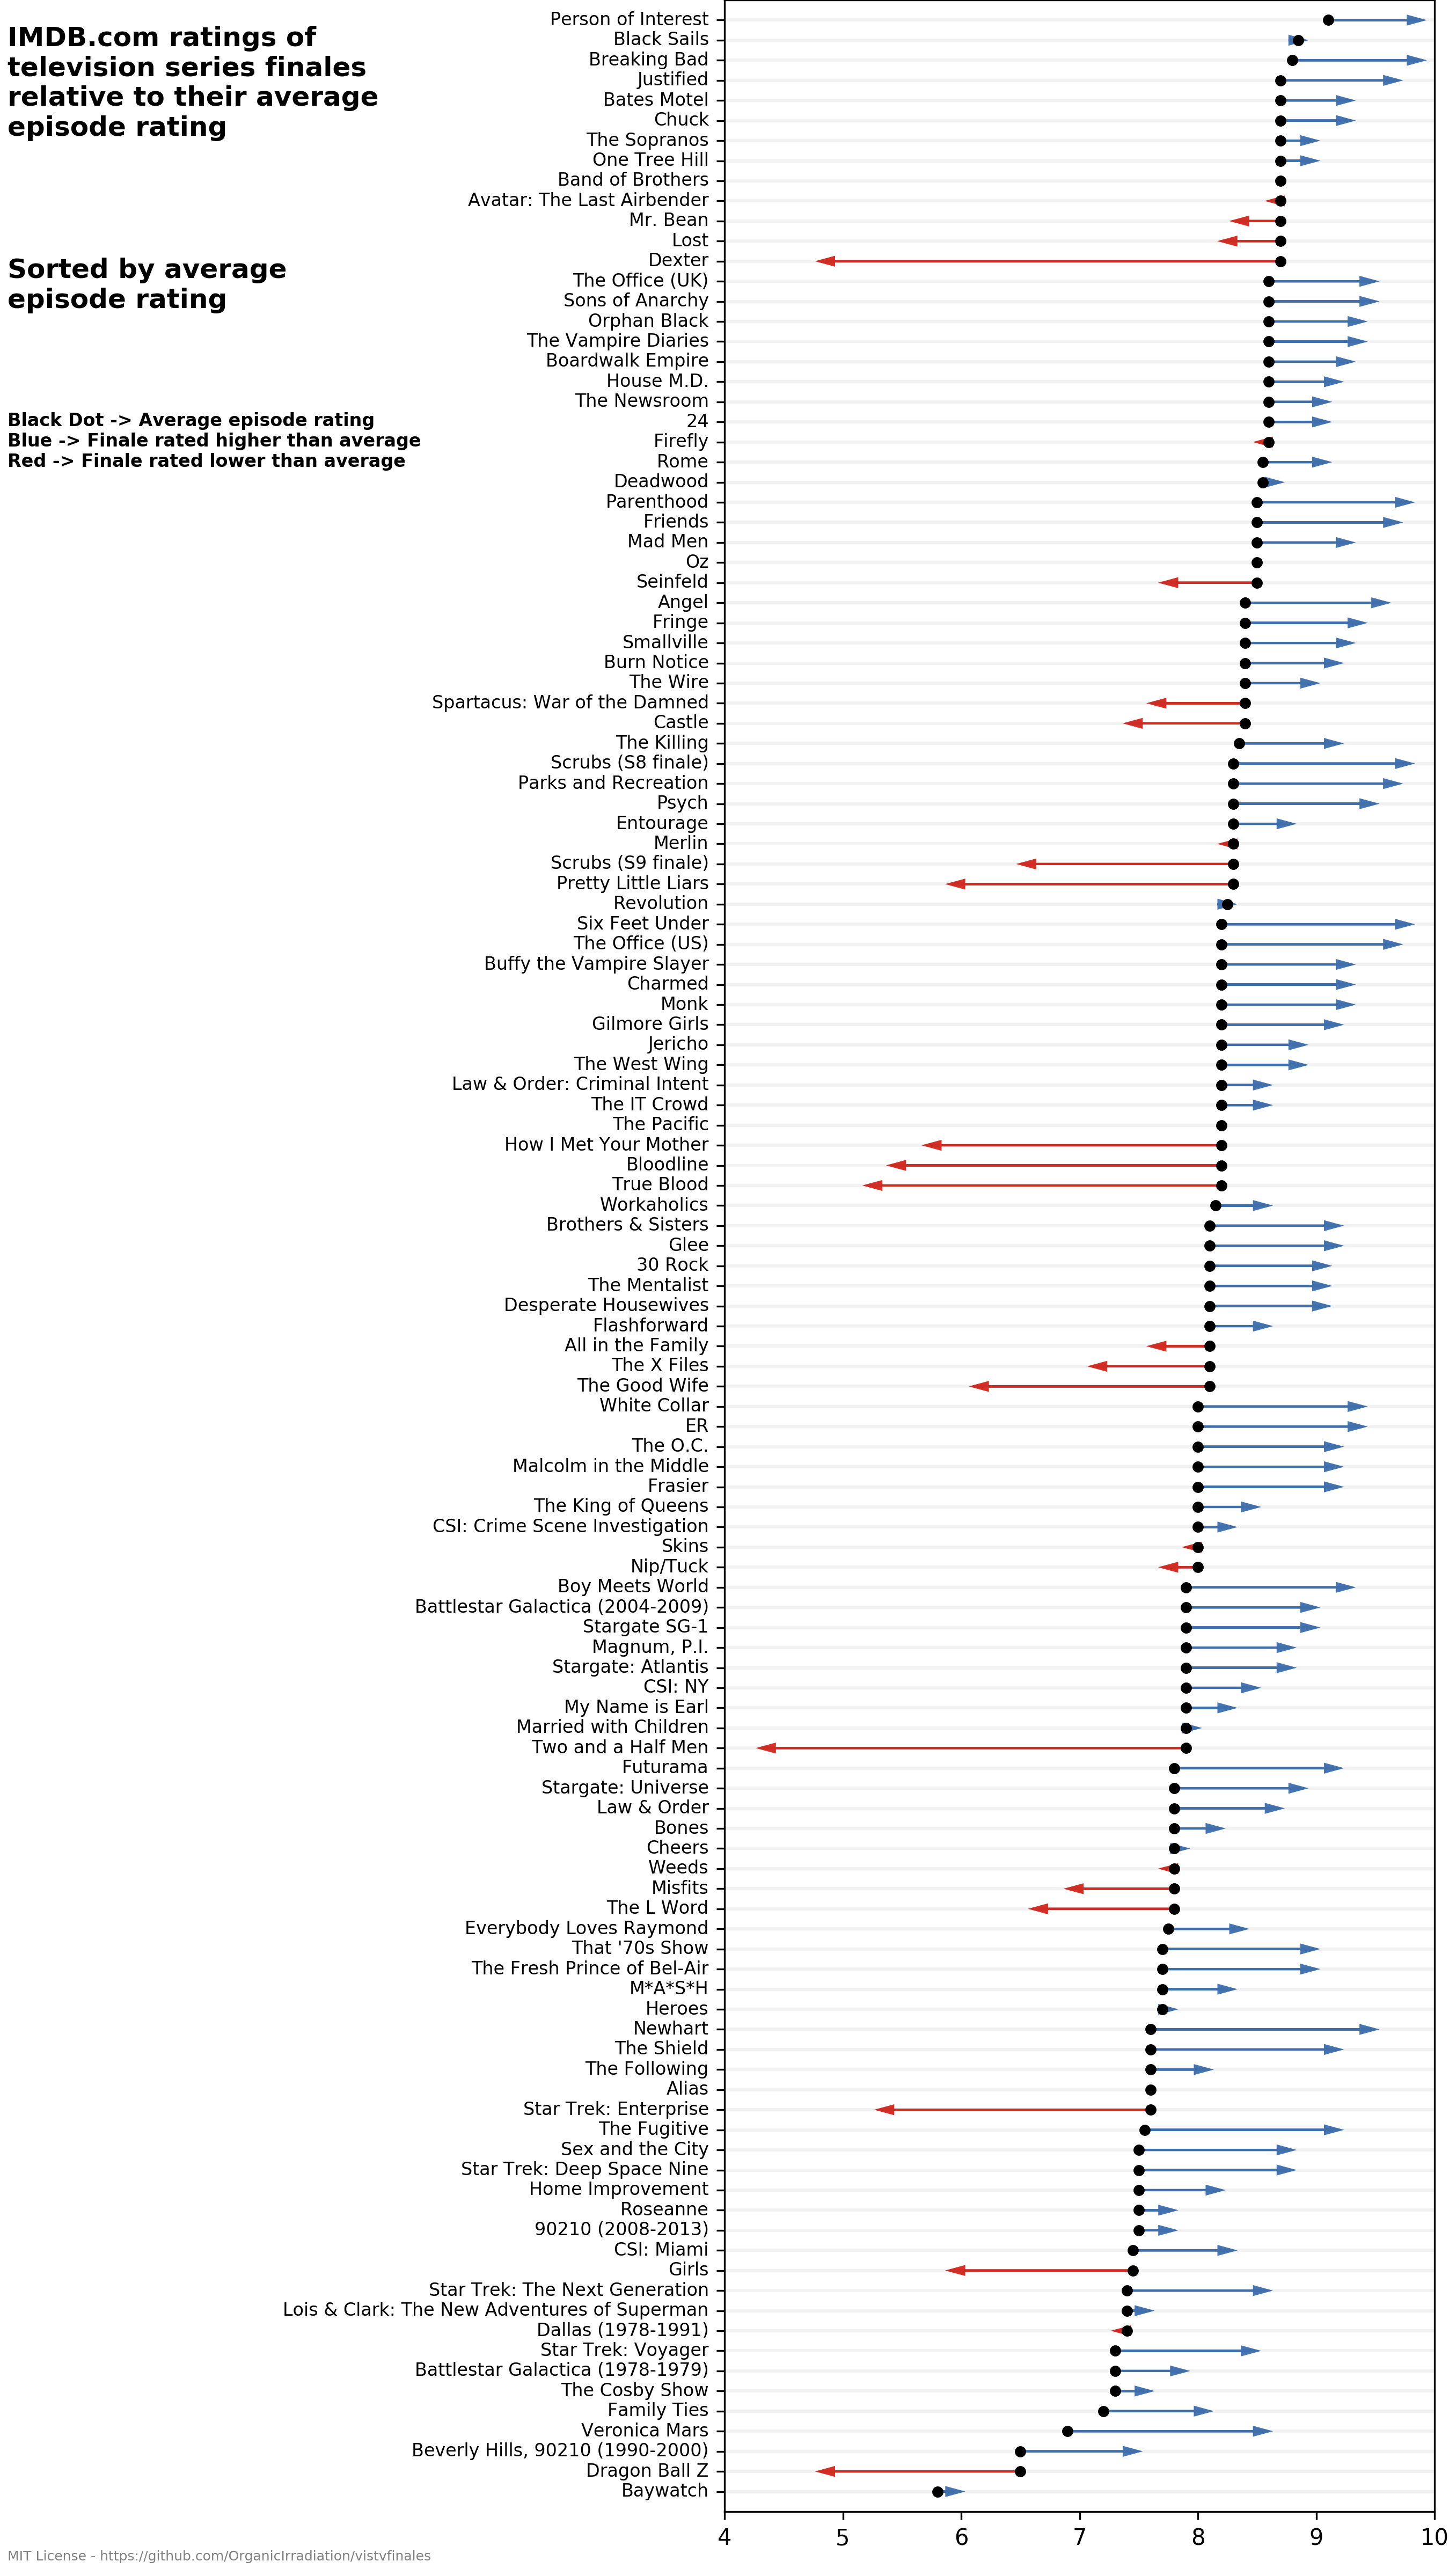 IMDB.com ratings of
television series finales
relative to their average
episode rating
Sorted by average
episode rating
Black Dot -> Average episode rating
Blue -> Finale rated higher than average
Red -> Finale rated lower than average
Person of Interest
Black Sails
Breaking Bad
Justified
Bates Motel
Chuck
The Sopranos
One Tree Hill
Band of Brothers
Avatar: The Last Airbender
Mr. Bean
Lost
Dexter
The Office (UK)
Sons of Anarchy
Orphan Black
The Vampire Diaries
Boardwalk Empire
House M.D.
The Newsroom
24
Firefly
Rome
Deadwood
Parenthood
Friends
Mad Men
Oz
Seinfeld
Angel
Fringe
Smallville
Burn Notice
The Wire
Spartacus: War of the Damned
Castle
The Killing
Scrubs (S8 finale)
Parks and Recreation
Psych
Entourage
Merlin
Scrubs (S9 finale)
Pretty Little Liars
Revolution
Six Feet Under
The Office (US)
Buffy the Vampire Slayer
Charmed
Monk
Gilmore Girls
Jericho
The West Wing
Law & Order: Criminal Intent
The IT Crowd
The Pacific
How I Met Your Mother
Bloodline
True Blood
Workaholics
Brothers & Sisters
Glee
30 Rock
The Mentalist
Desperate Housewives
Flashforward
All in the Family
The X Files
The Good Wife
White Collar
ER
The O.C.
Malcolm in the Middle
Frasier
The King of Queens
CSI: Crime Scene Investigation
Skins
Nip/Tuck
Boy Meets World
Battlestar Galactica (2004-2009)
Stargate SG-1
Magnum, P.I.
Stargate: Atlantis
CSI: NY
My Name is Earl
Married with Children
Two and a Half Men
Futurama
Stargate: Universe
Law & Order
Bones
Cheers
Weeds
Misfits
The L Word
Everybody Loves Raymond
That '70s Show
The Fresh Prince of Bel-Air
M*A*S*H
Heroes
Newhart
The Shield
The Following
Alias
Star Trek: Enterprise
The Fugitive
Sex and the City
Star Trek: Deep Space Nine
Home Improvement
Roseanne
90210 (2008-2013)
CSI: Miami
Girls
Star Trek: The Next Generation
Lois & Clark: The New Adventures of Superman
Dallas (1978-1991)
Star Trek: Voyager
Battlestar Galactica (1978-1979)
The Cosby Show
Family Ties
Veronica Mars
Beverly Hills, 90210 (1990-2000)
Dragon Ball Z
Baywatch
4 5 6 7 8 9 10
MIT License - https://github.com/OrganicIrradiation/vistvfinales